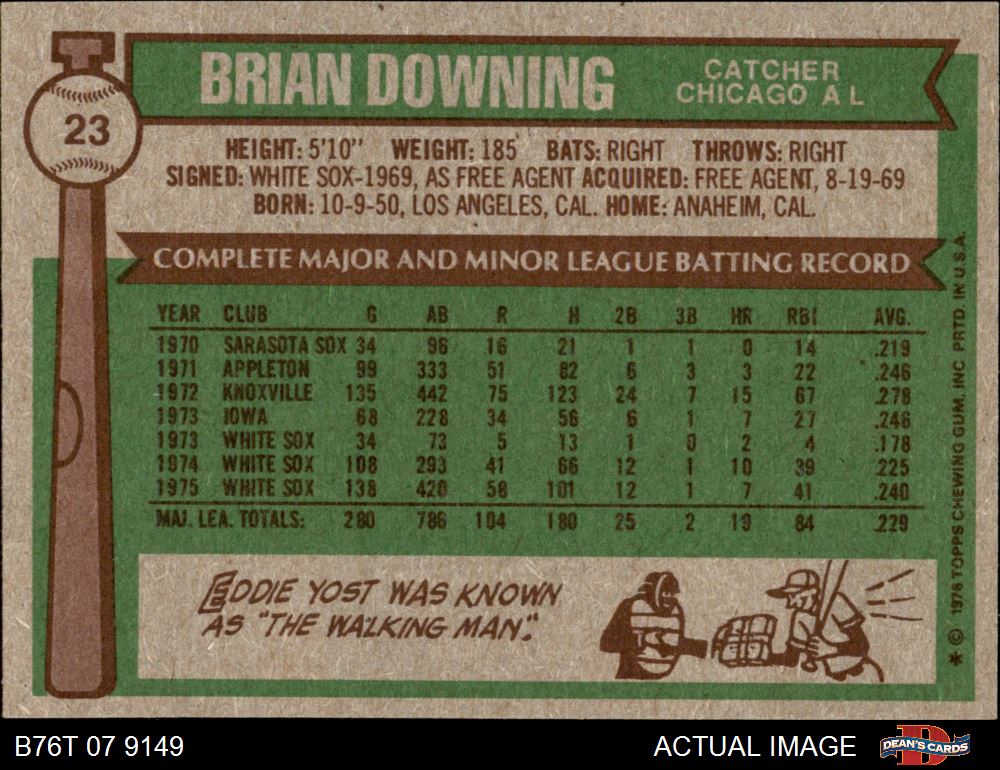 BRIAN DOWNING
CATCHER
CHICAGO A L
23
HEIGHT: 5'10" WEIGHT: 185 BATS: RIGHT THROWS: RIGHT
SIGNED: WHITE SOX-1969, AS FREE AGENT ACQUIRED: FREE AGENT, 8-19-69
BORN: 10-9-50, LOS ANGELES, CAL. HOME: ANAHEIM, CAL.
COMPLETE MAJOR AND MINOR LEAGUE BATTING RECORD
YEAR CLUB G AB R H 2B 3B HR RBI AVG.
1970 SARASOTA SOX 34 96 16 21 1 1 0 14 .219
1971 APPLETON 99 333 51 82 6 3 3 22 .246
1972 KNOXVILLE 135 442 75 123 24 7 15 67 .278
1973 IOWA 68 228 34 56 6 1 7 27 .246
1973 WHITE SOX 34 73 5 13 1 0 2 4 .178
1974 WHITE SOX 108 293 41 66 12 1 10 39 .225
1975 WHITE SOX 138 420 58 101 12 1 7 41 .240
MAJ. LEA. TOTALS: 280 786 104 180 25 2 19 84 .229
EDDIE YOST WAS KNOWN
AS "THE WALKING MAN."
* © 1976 TOPPS CHEWING GUM, INC. PRTD. IN U.S.A.
B76T 07 9149
ACTUAL IMAGE
D
DEAN'S CARDS